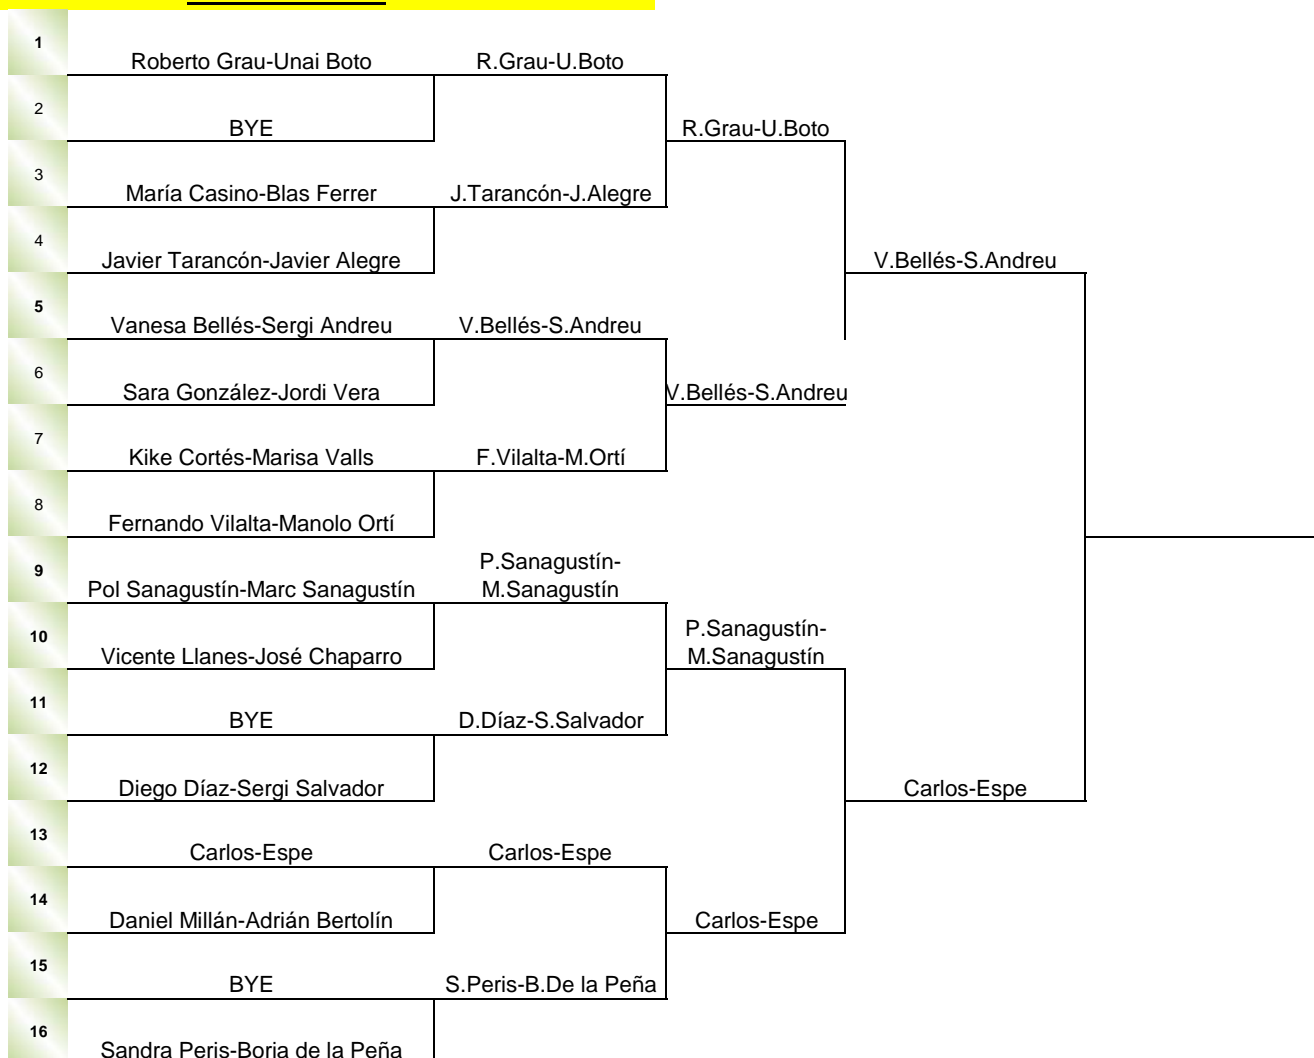 1
Roberto Grau-Unai Boto
R.Grau-U.Boto
2
BYE
R.Grau-U.Boto
3
María Casino-Blas Ferrer
J.Tarancón-J.Alegre
4
Javier Tarancón-Javier Alegre
V.Bellés-S.Andreu
5
Vanesa Bellés-Sergi Andreu
V.Bellés-S.Andreu
6
Sara González-Jordi Vera
V.Bellés-S.Andreu
7
Kike Cortés-Marisa Valls
F.Vilalta-M.Ortí
8
Fernando Vilalta-Manolo Ortí
9
Pol Sanagustín-Marc Sanagustín
P.Sanagustín-
M.Sanagustín
10
Vicente Llanes-José Chaparro
P.Sanagustín-
M.Sanagustín
11
BYE
D.Díaz-S.Salvador
12
Diego Díaz-Sergi Salvador
Carlos-Espe
13
Carlos-Espe
Carlos-Espe
14
Daniel Millán-Adrián Bertolín
Carlos-Espe
15
BYE
S.Peris-B.De la Peña
16
Sandra Peris-Borja de la Peña